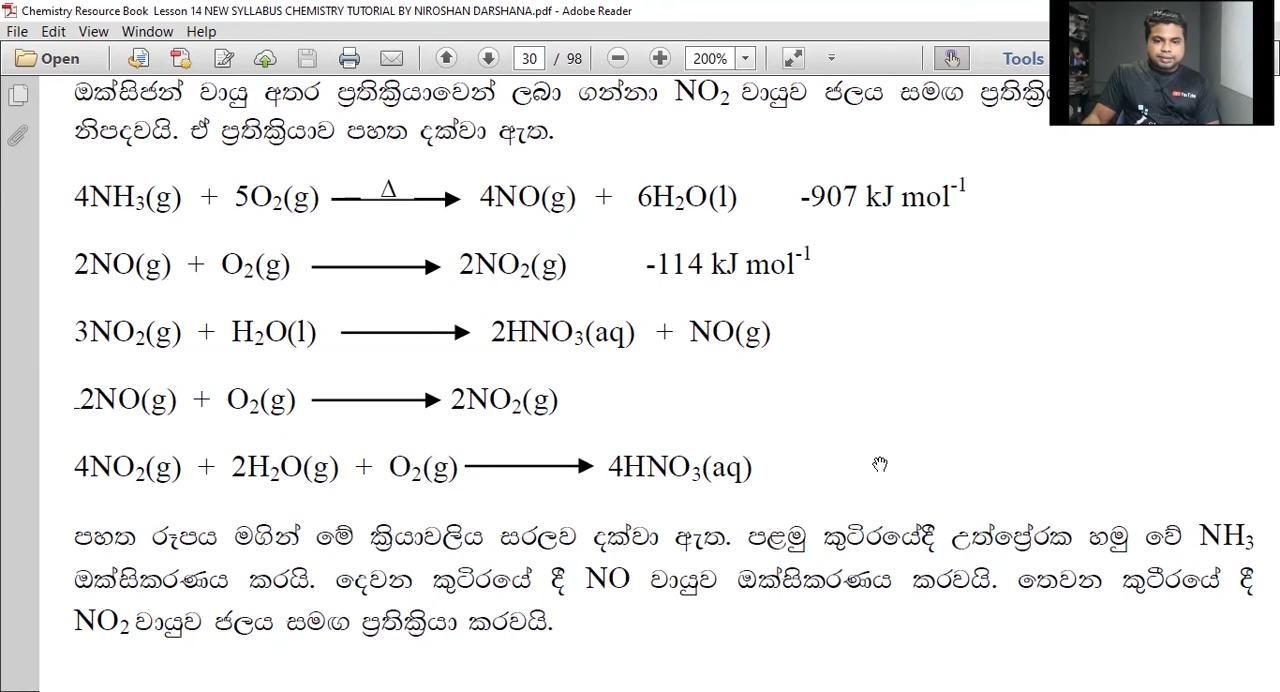 Chemistry Resource Book Lesson 14 NEW SYLLABUS CHEMISTRY TUTORIAL BY NIROSHAN DARSHANA.pdf - Adobe Reader
File Edit View Window Help
Open 30 / 98 200% Tools
ඔක්සිජන් වායු අතර ප්‍රතික්‍රියාවෙන් ලබා ගන්නා NO₂ වායුව ජලය සමඟ
නිපදවයි. ඒ ප්‍රතික්‍රියාව පහත දක්වා ඇත.
4NH₃(g) + 5O₂(g) —Δ→ 4NO(g) + 6H₂O(l) -907 kJ mol⁻¹
2NO(g) + O₂(g) → 2NO₂(g) -114 kJ mol⁻¹
3NO₂(g) + H₂O(l) → 2HNO₃(aq) + NO(g)
2NO(g) + O₂(g) → 2NO₂(g)
4NO₂(g) + 2H₂O(g) + O₂(g) → 4HNO₃(aq)
පහත රූපය මගින් මේ ක්‍රියාවලිය සරලව දක්වා ඇත. පළමු කුටිරයේදී උත්ප්‍රේරක හමු වේ NH₃
ඔක්සිකරණය කරයි. දෙවන කුටිරයේ දී NO වායුව ඔක්සිකරණය කරවයි. තෙවන කුටීරයේ දී
NO₂ වායුව ජලය සමඟ ප්‍රතික්‍රියා කරවයි.